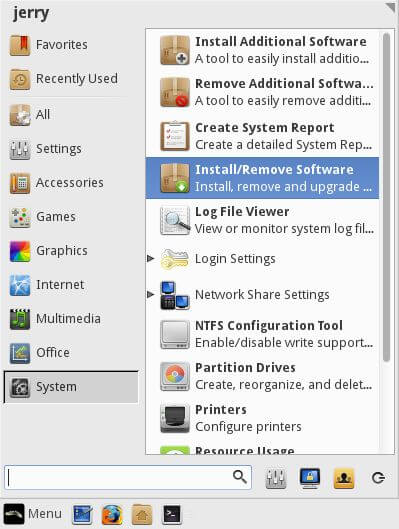 jerry
Favorites
Recently Used
All
Settings
Accessories
Games
Graphics
Internet
Multimedia
Office
System
Install Additional Software
A tool to easily install additio...
Remove Additional Softwa...
A tool to easily remove additi...
Create System Report
Create a detailed System Rep...
Install/Remove Software
Install, remove and upgrade ...
Log File Viewer
View or monitor system log fil...
Login Settings
Network Share Settings
NTFS Configuration Tool
Enable/disable write support...
Partition Drives
Create, reorganize, and delet...
Printers
Configure printers
Resource Usage
Menu